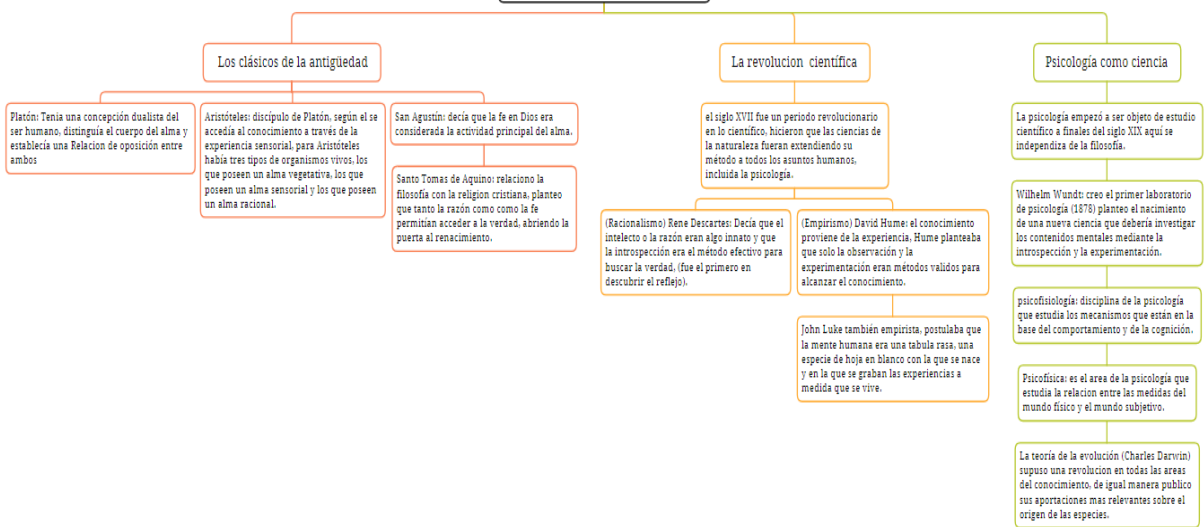 Los clásicos de la antigüedad
Platón: Tenia una concepción dualista del
ser humano, distinguía el cuerpo del alma y
establecía una Relacion de oposición entre
ambos
Aristóteles: discípulo de Platón, según el se
accedía al conocimiento a través de la
experiencia sensorial, para Aristóteles
había tres tipos de organismos vivos, los
que poseen un alma vegetativa, los que
poseen un alma sensorial y los que poseen
un alma racional.
San Agustín: decía que la fe en Dios era
considerada la actividad principal del alma.
Santo Tomas de Aquino: relaciono la
filosofía con la religion cristiana, planteo
que tanto la razón como como la fe
permitían acceder a la verdad, abriendo la
puerta al renacimiento.
La revolucion científica
el siglo XVII fue un periodo revolucionario
en lo científico, hicieron que las ciencias de
la naturaleza fueran extendiendo su
método a todos los asuntos humanos,
incluida la psicología.
(Racionalismo) Rene Descartes: Decía que el
intelecto o la razón eran algo innato y que
la introspección era el método efectivo para
buscar la verdad, (fue el primero en
descubrir el reflejo).
(Empirismo) David Hume: el conocimiento
proviene de la experiencia, Hume planteaba
que solo la observación y la
experimentación eran métodos validos para
alcanzar el conocimiento.
John Luke también empirista, postulaba que
la mente humana era una tabula rasa, una
especie de hoja en blanco con la que se nace
y en la que se graban las experiencias a
medida que se vive.
Psicología como ciencia
La psicología empezó a ser objeto de estudio
científico a finales del siglo XIX aquí se
independiza de la filosofía.
Wilhelm Wundt: creo el primer laboratorio
de psicología (1878) planteo el nacimiento
de una nueva ciencia que debería investigar
los contenidos mentales mediante la
introspección y la experimentación.
psicofisiología: disciplina de la psicología
que estudia los mecanismos que están en la
base del comportamiento y de la cognición.
Psicofísica: es el area de la psicología que
estudia la relacion entre las medidas del
mundo físico y el mundo subjetivo.
La teoría de la evolución (Charles Darwin)
supuso una revolucion en todas las areas
del conocimiento, de igual manera publico
sus aportaciones mas relevantes sobre el
origen de las especies.